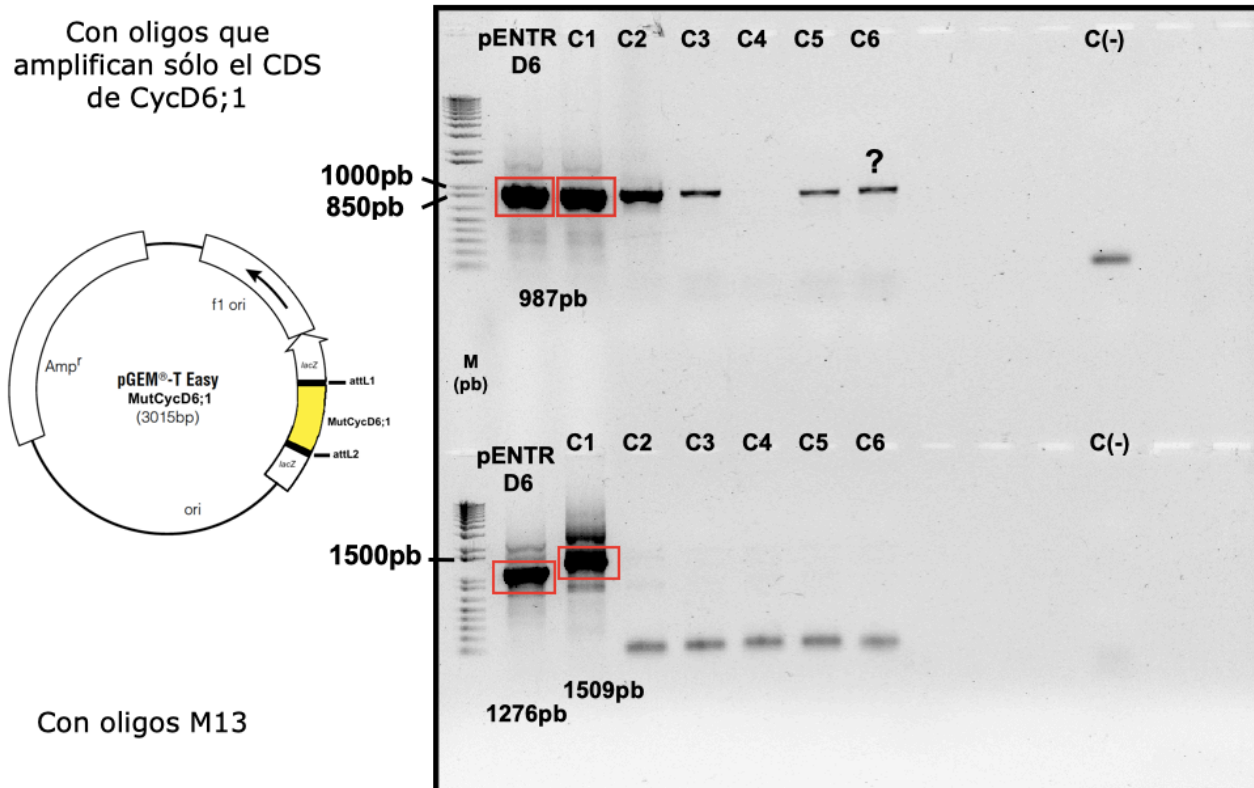 Con oligos que
amplifican sólo el CDS
de CycD6;1
pENTR
D6
C1
C2
C3
C4
C5
C6
C(-)
?
1000pb
850pb
987pb
f1 ori
Ampr
lacZ
pGEM®-T Easy
MutCycD6;1
(3015bp)
attL1
MutCycD6;1
attL2
lacZ
ori
M
(pb)
pENTR
D6
C1
C2
C3
C4
C5
C6
C(-)
1500pb
1509pb
1276pb
Con oligos M13